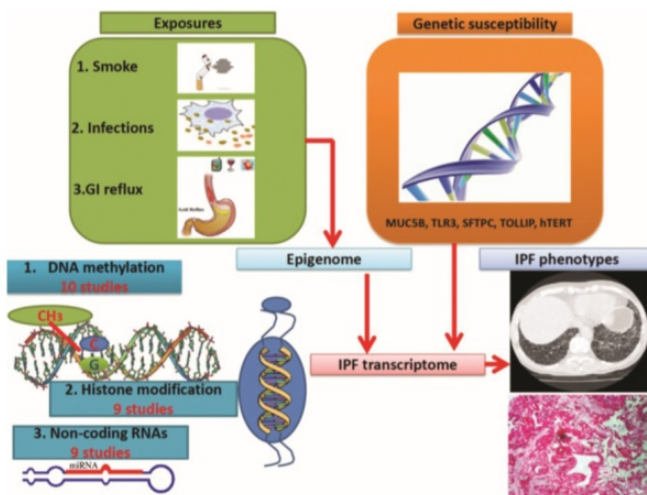 Exposures
1. Smoke
2. Infections
3.GI reflux
Acid Reflux
Genetic susceptibility
MUC5B, TLR3, SFTPC, TOLLIP, hTERT
Epigenome
IPF phenotypes
IPF transcriptome
1. DNA methylation
10 studies
CH3
C
G
2. Histone modification
9 studies
3. Non-coding RNAs
9 studies
miRNA